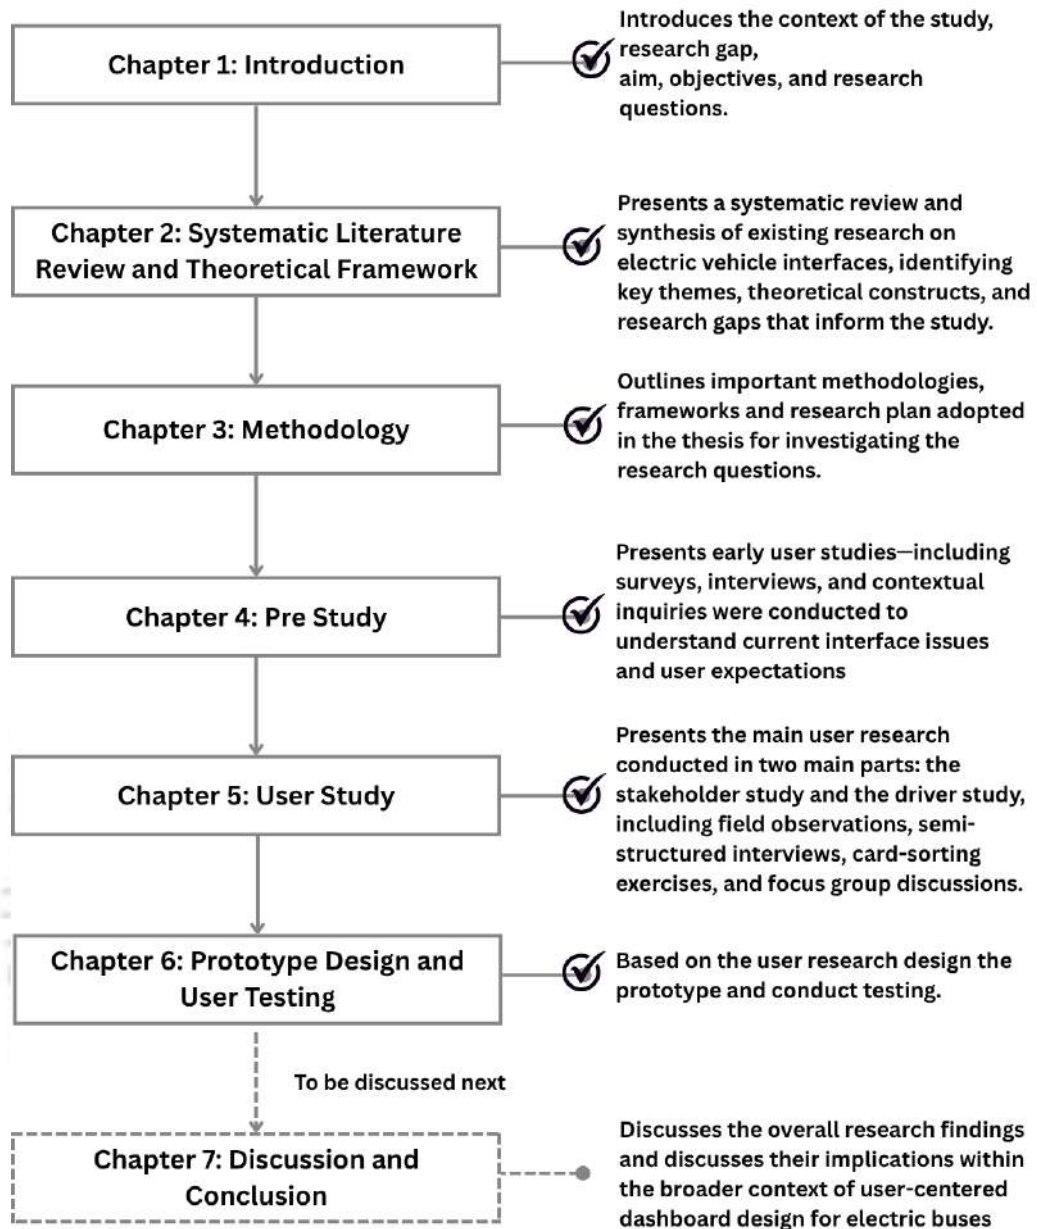 Chapter 1: Introduction
Introduces the context of the study,
research gap,
aim, objectives, and research
questions.
Chapter 2: Systematic Literature
Review and Theoretical Framework
Presents a systematic review and
synthesis of existing research on
electric vehicle interfaces, identifying
key themes, theoretical constructs, and
research gaps that inform the study.
Chapter 3: Methodology
Outlines important methodologies,
frameworks and research plan adopted
in the thesis for investigating the
research questions.
Chapter 4: Pre Study
Presents early user studies—including
surveys, interviews, and contextual
inquiries were conducted to
understand current interface issues
and user expectations
Chapter 5: User Study
Presents the main user research
conducted in two main parts: the
stakeholder study and the driver study,
including field observations, semi-
structured interviews, card-sorting
exercises, and focus group discussions.
Chapter 6: Prototype Design and
User Testing
Based on the user research design the
prototype and conduct testing.
To be discussed next
Chapter 7: Discussion and
Conclusion
Discusses the overall research findings
and discusses their implications within
the broader context of user-centered
dashboard design for electric buses